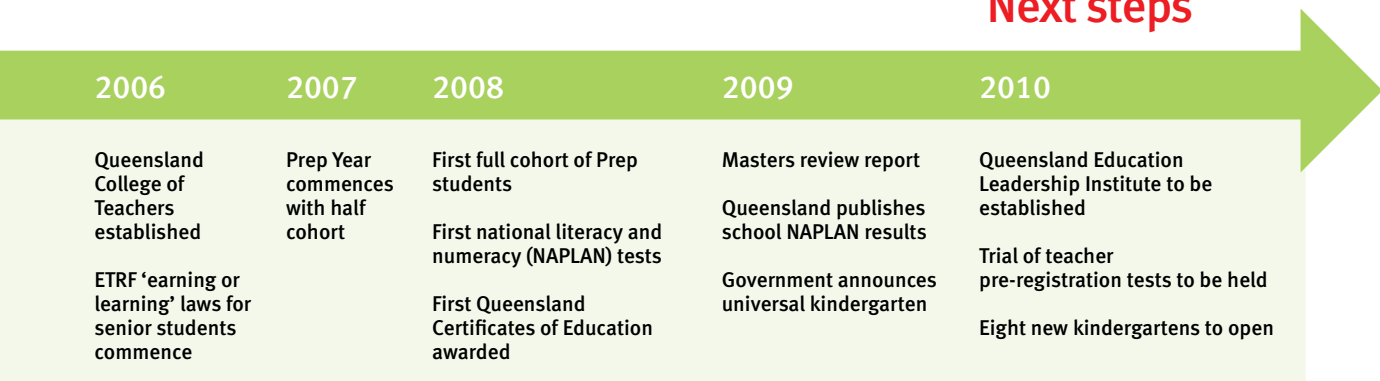 Next steps
2006
2007
2008
2009
2010
Queensland
College of
Teachers
established
ETRF ‘earning or
learning’ laws for
senior students
commence
Prep Year
commences
with half
cohort
First full cohort of Prep
students
First national literacy and
numeracy (NAPLAN) tests
First Queensland
Certificates of Education
awarded
Masters review report
Queensland publishes
school NAPLAN results
Government announces
universal kindergarten
Queensland Education
Leadership Institute to be
established
Trial of teacher
pre-registration tests to be held
Eight new kindergartens to open